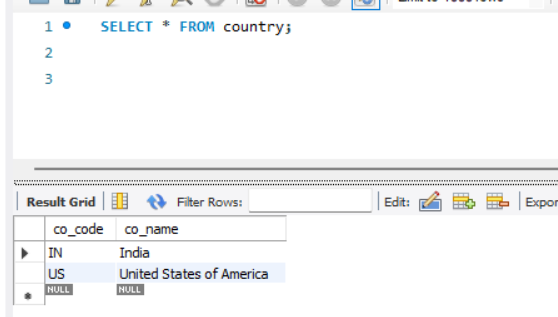 1 SELECT * FROM country;
2
3
Result Grid Filter Rows: Edit: Expor
co_code co_name
IN India
US United States of America
NULL NULL